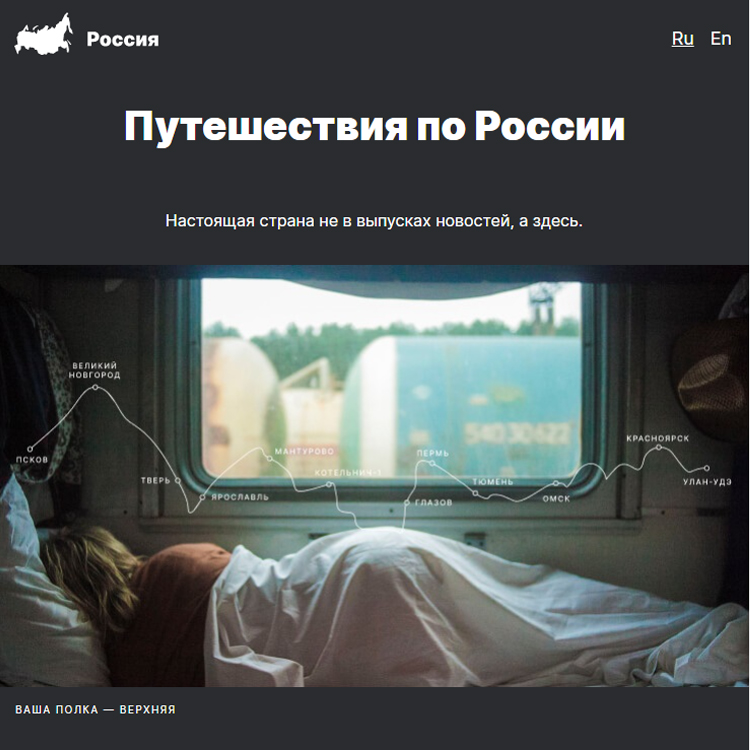 Россия
Ru En
Путешествия по России
Настоящая страна не в выпусках новостей, а здесь.
ВЕЛИКИЙ
НОВГОРОД
ПСКОВ
ТВЕРЬ
ЯРОСЛАВЛЬ
МАНТУРОВО
КОТЕЛЬНИЧ-1
ПЕРМЬ
ГЛАЗОВ
ТЮМЕНЬ
ОМСК
КРАСНОЯРСК
УЛАН-УДЭ
54030622
ВАША ПОЛКА — ВЕРХНЯЯ